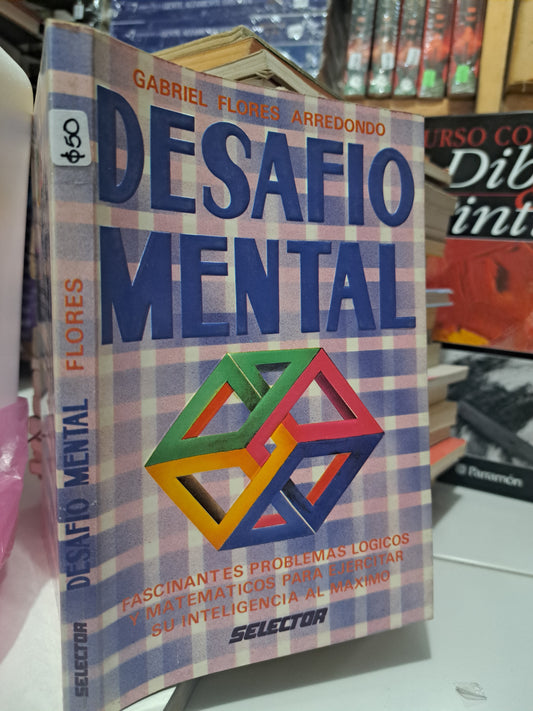 GABRIEL FLORES ARREDONDO
DESAFIO
MENTAL
FASCINANTES PROBLEMAS LOGICOS
Y MATEMATICOS PARA EJERCITAR
SU INTELIGENCIA AL MAXIMO
SELECTOR
$50
DESAFIO MENTAL FLORES
SELECTOR
URSO CO
Dib
int
Parramón